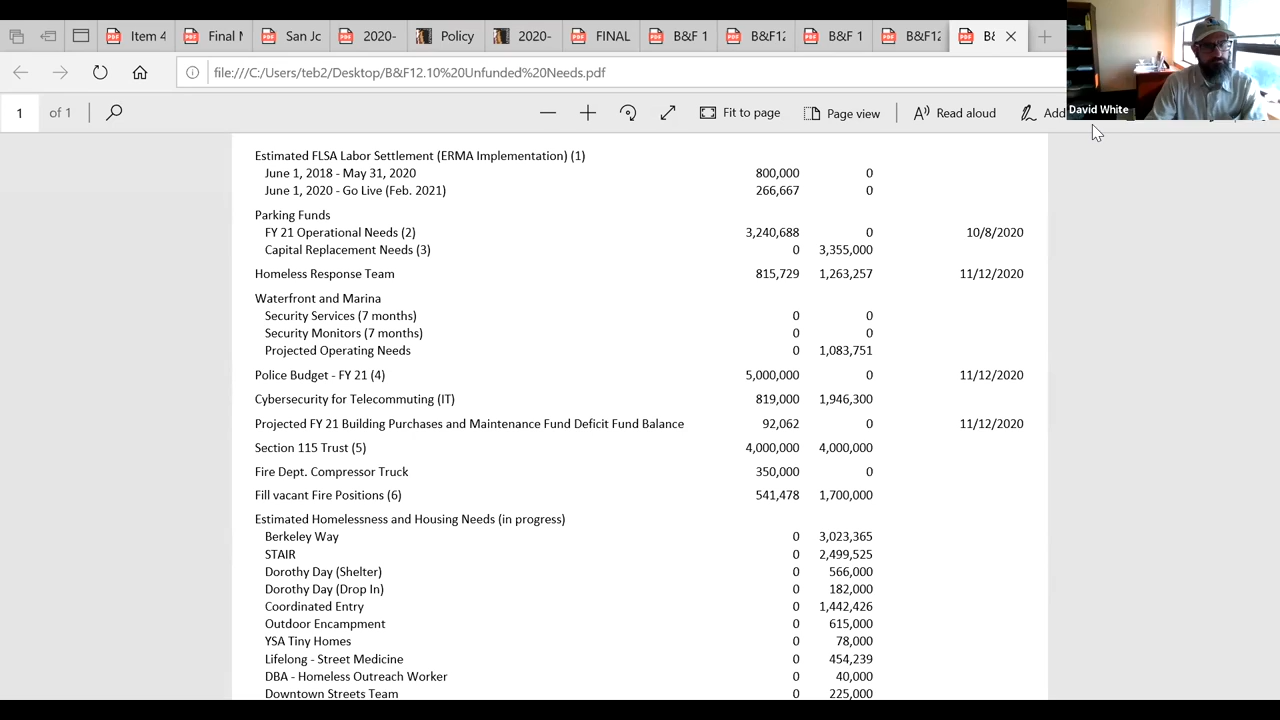 Item 4
Final M
San Jc
2020-
Policy
2020-
FINAL
B&F 1
B&F12
B&F 1
B&F12
B&
file:///C:/Users/teb2/Desktop/B&F12.10%20Unfunded%20Needs.pdf
1 of 1
Fit to page
Page view
Read aloud
Add
David White
Estimated FLSA Labor Settlement (ERMA Implementation) (1)
June 1, 2018 - May 31, 2020 800,000 0
June 1, 2020 - Go Live (Feb. 2021) 266,667 0
Parking Funds
FY 21 Operational Needs (2) 3,240,688 0 10/8/2020
Capital Replacement Needs (3) 0 3,355,000
Homeless Response Team 815,729 1,263,257 11/12/2020
Waterfront and Marina
Security Services (7 months) 0 0
Security Monitors (7 months) 0 0
Projected Operating Needs 0 1,083,751
Police Budget - FY 21 (4) 5,000,000 0 11/12/2020
Cybersecurity for Telecommuting (IT) 819,000 1,946,300
Projected FY 21 Building Purchases and Maintenance Fund Deficit Fund Balance 92,062 0 11/12/2020
Section 115 Trust (5) 4,000,000 4,000,000
Fire Dept. Compressor Truck 350,000 0
Fill vacant Fire Positions (6) 541,478 1,700,000
Estimated Homelessness and Housing Needs (in progress)
Berkeley Way 0 3,023,365
STAIR 0 2,499,525
Dorothy Day (Shelter) 0 566,000
Dorothy Day (Drop In) 0 182,000
Coordinated Entry 0 1,442,426
Outdoor Encampment 0 615,000
YSA Tiny Homes 0 78,000
Lifelong - Street Medicine 0 454,239
DBA - Homeless Outreach Worker 0 40,000
Downtown Streets Team 0 225,000